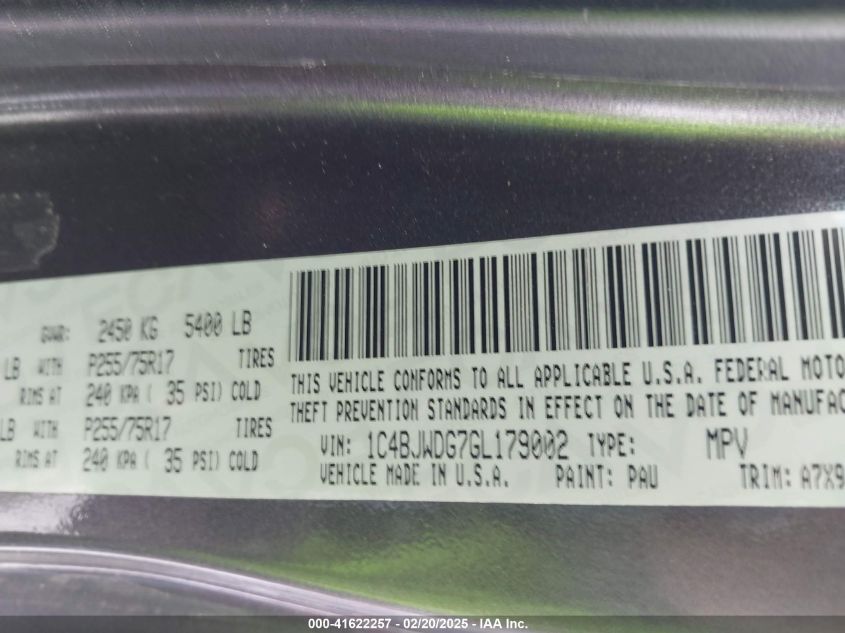 GVWR: 2450 KG 5400 LB
LB WITH P255/75R17 TIRES
RIMS AT 240 KPA ( 35 PSI) COLD
LB WITH P255/75R17 TIRES
RIMS AT 240 KPA ( 35 PSI) COLD
THIS VEHICLE CONFORMS TO ALL APPLICABLE U.S.A. FEDERAL MOTO
THEFT PREVENTION STANDARDS IN EFFECT ON THE DATE OF MANUFAC
VIN: 1C4BJWDG7GL179002 TYPE: MPV
VEHICLE MADE IN U.S.A. PAINT: PAU TRIM: A7X9
000-41622257 - 02/20/2025 - IAA Inc.